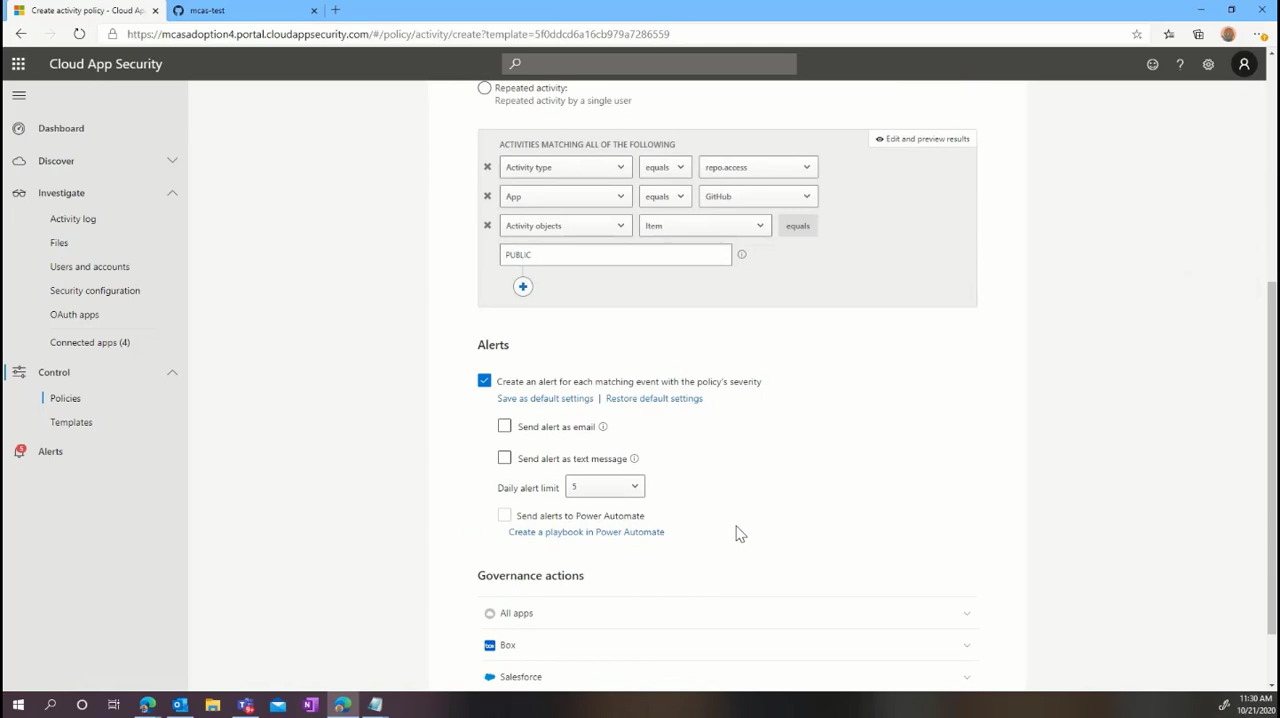 Create activity policy - Cloud Ap
mcas-test
https://mcasadoption4.portal.cloudappsecurity.com/#/policy/activity/create?template=5f0ddcd6a16cb979a7286559
Cloud App Security
Dashboard
Discover
Investigate
Activity log
Files
Users and accounts
Security configuration
OAuth apps
Connected apps (4)
Control
Policies
Templates
5
Alerts
Repeated activity:
Repeated activity by a single user
ACTIVITIES MATCHING ALL OF THE FOLLOWING
Edit and preview results
Activity type equals repo.access
App equals GitHub
Activity objects Item equals
PUBLIC
Alerts
Create an alert for each matching event with the policy's severity
Save as default settings | Restore default settings
Send alert as email
Send alert as text message
Daily alert limit 5
Send alerts to Power Automate
Create a playbook in Power Automate
Governance actions
All apps
box Box
Salesforce
11:30 AM
10/21/2020